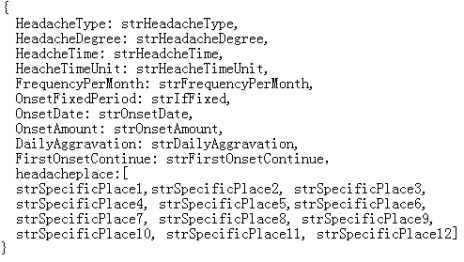 {
HeadacheType: strHeadacheType,
HeadacheDegree: strHeadacheDegree,
HeadcheTime: strHeadcheTime,
HeacheTimeUnit: strHeacheTimeUnit,
FrequencyPerMonth: strFrequencyPerMonth,
OnsetFixedPeriod: strIfFixed,
OnsetDate: strOnsetDate,
OnsetAmount: strOnsetAmount,
DailyAggravation: strDailyAggravation,
FirstOnsetContinue: strFirstOnsetContinue,
headacheplace:[
strSpecificPlace1,strSpecificPlace2, strSpecificPlace3,
strSpecificPlace4, strSpecificPlace5,strSpecificPlace6,
strSpecificPlace7, strSpecificPlace8, strSpecificPlace9,
strSpecificPlace10, strSpecificPlace11, strSpecificPlace12]
}